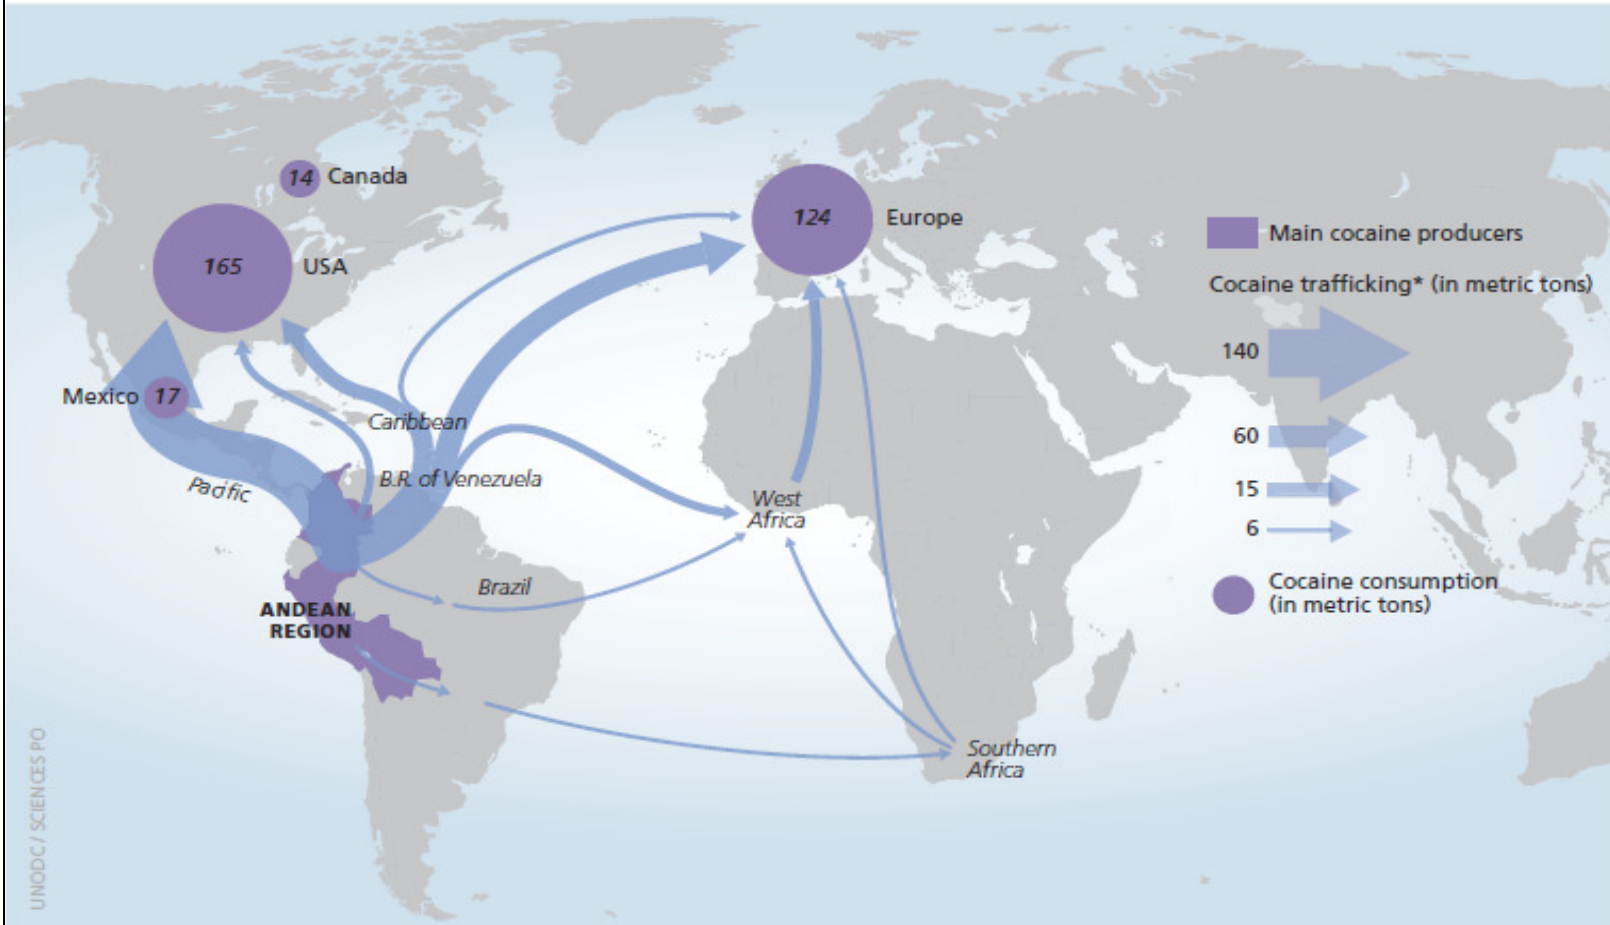 14 Canada
165 USA
124 Europe
Mexico 17
Caribbean
Pacific
B.R. of Venezuela
West
Africa
Brazil
ANDEAN
REGION
Southern
Africa
Main cocaine producers
Cocaine trafficking* (in metric tons)
140
60
15
6
Cocaine consumption
(in metric tons)
UNODC / SCIENCES PO